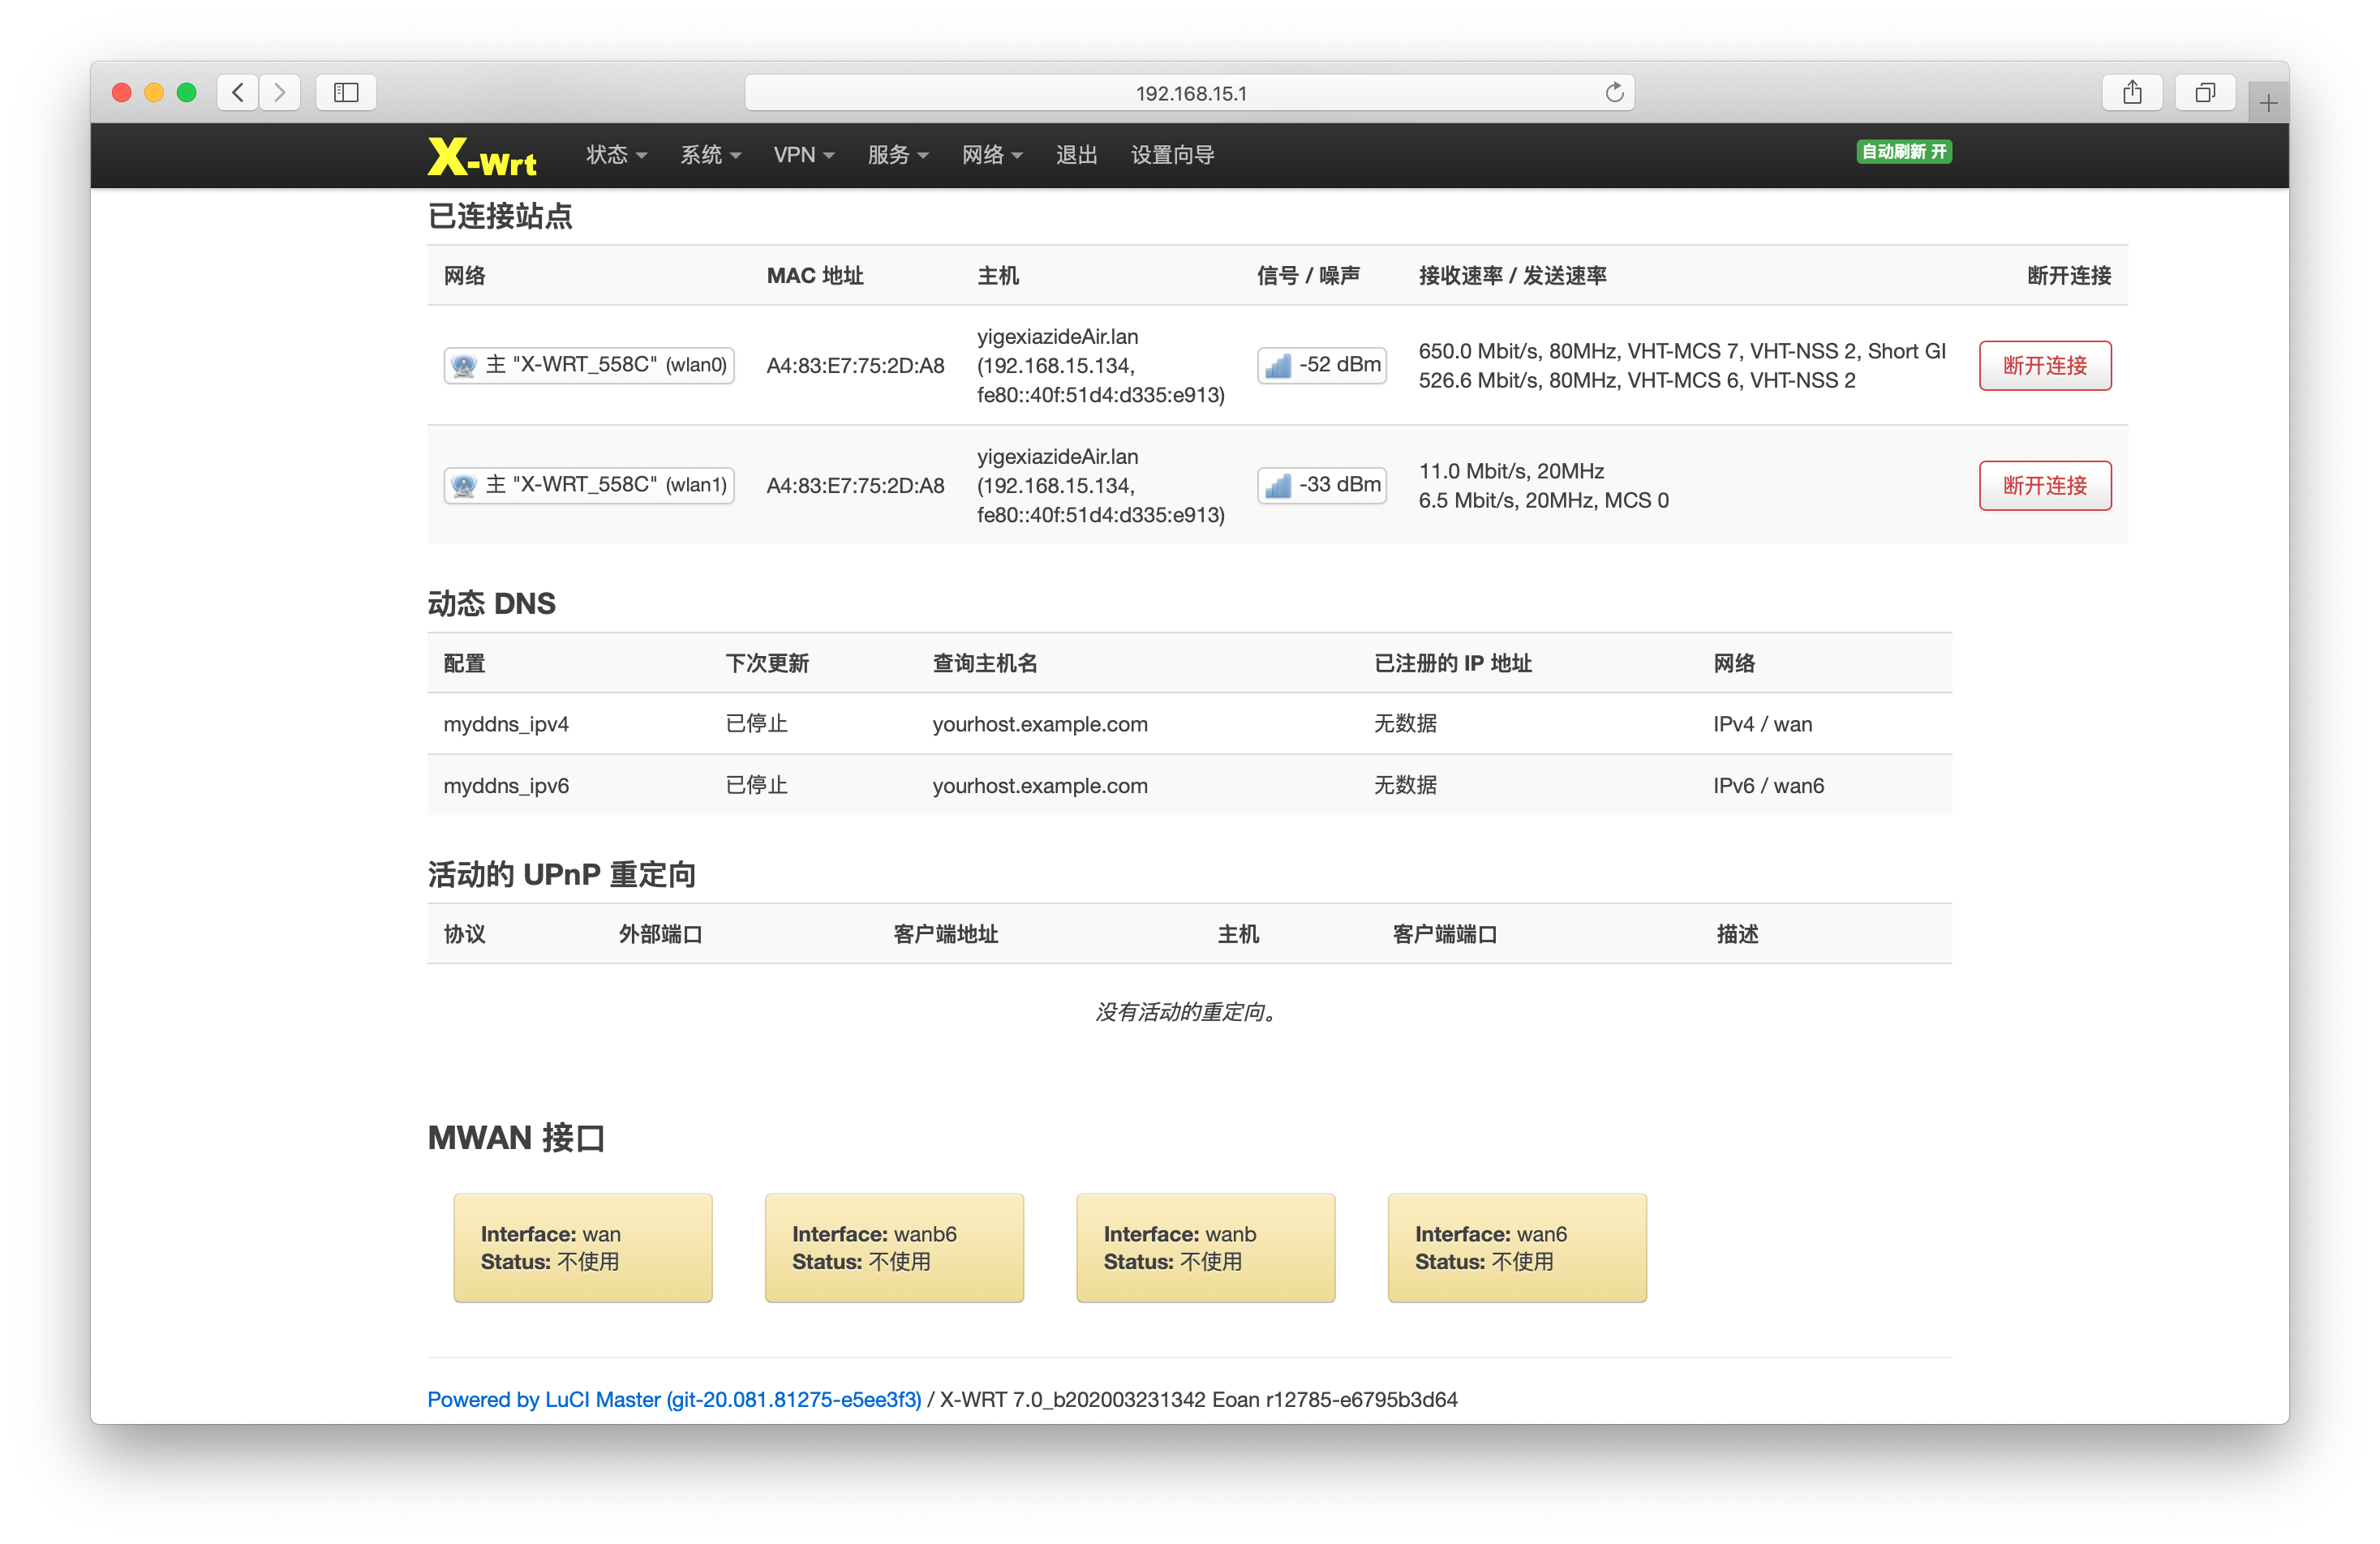 192.168.15.1
X-Wrt 状态 系统 VPN 服务 网络 退出 设置向导 自动刷新 开
已连接站点
网络 MAC 地址 主机 信号 / 噪声 接收速率 / 发送速率 断开连接
主 "X-WRT_558C" (wlan0) A4:83:E7:75:2D:A8 yigexiazideAir.lan
(192.168.15.134,
fe80::40f:51d4:d335:e913)
-52 dBm
650.0 Mbit/s, 80MHz, VHT-MCS 7, VHT-NSS 2, Short GI
526.6 Mbit/s, 80MHz, VHT-MCS 6, VHT-NSS 2
断开连接
主 "X-WRT_558C" (wlan1) A4:83:E7:75:2D:A8 yigexiazideAir.lan
(192.168.15.134,
fe80::40f:51d4:d335:e913)
-33 dBm
11.0 Mbit/s, 20MHz
6.5 Mbit/s, 20MHz, MCS 0
断开连接
动态 DNS
配置 下次更新 查询主机名 已注册的 IP 地址 网络
myddns_ipv4 已停止 yourhost.example.com 无数据 IPv4 / wan
myddns_ipv6 已停止 yourhost.example.com 无数据 IPv6 / wan6
活动的 UPnP 重定向
协议 外部端口 客户端地址 主机 客户端端口 描述
没有活动的重定向。
MWAN 接口
Interface: wan
Status: 不使用
Interface: wanb6
Status: 不使用
Interface: wanb
Status: 不使用
Interface: wan6
Status: 不使用
Powered by LuCI Master (git-20.081.81275-e5ee3f3) / X-WRT 7.0_b202003231342 Eoan r12785-e6795b3d64